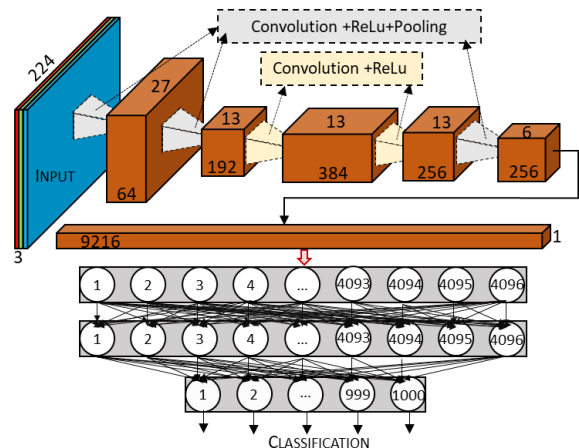 Convolution +ReLu+Pooling
Convolution +ReLu
224
27
13
13
13
6
INPUT
64
192
384
256
256
3
9216
1
1 2 3 4 ... 4093 4094 4095 4096
1 2 3 4 ... 4093 4094 4095 4096
1 2 ... 999 1000
CLASSIFICATION